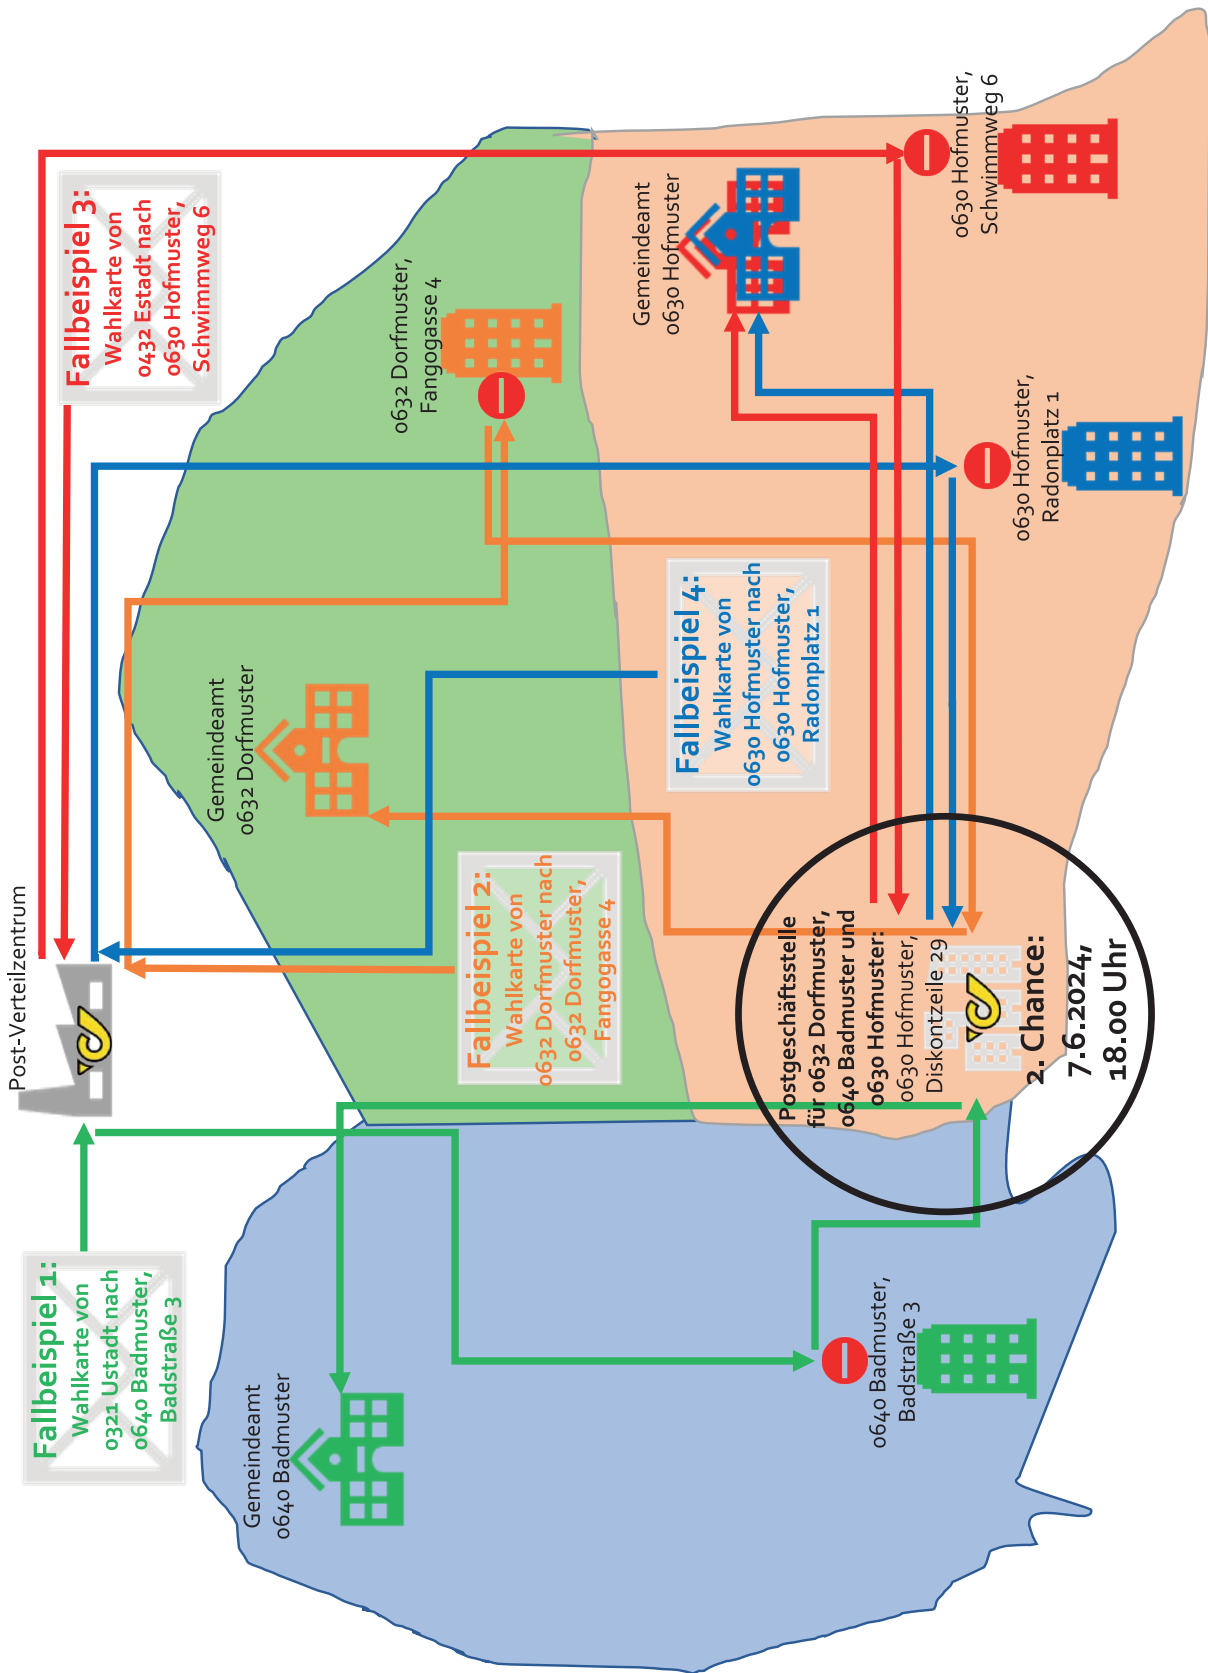 Fallbeispiel 1:
Wahlkarte von
0321 Ustadt nach
0640 Badmuster,
Badstraße 3
Post-Verteilzentrum
Fallbeispiel 3:
Wahlkarte von
0432 Estadt nach
0630 Hofmuster,
Schwimmweg 6
Gemeindeamt
0640 Badmuster
Gemeindeamt
0632 Dorfmuster
0632 Dorfmuster,
Fangogasse 4
Fallbeispiel 2:
Wahlkarte von
0632 Dorfmuster nach
0632 Dorfmuster,
Fangogasse 4
Fallbeispiel 4:
Wahlkarte von
0630 Hofmuster nach
0630 Hofmuster,
Radonplatz 1
Gemeindeamt
0630 Hofmuster
0640 Badmuster,
Badstraße 3
Postgeschäftsstelle
für 0632 Dorfmuster,
0640 Badmuster und
0630 Hofmuster:
0630 Hofmuster,
Diskontzeile 29
2. Chance:
7.6.2024,
18.00 Uhr
0630 Hofmuster,
Radonplatz 1
0630 Hofmuster,
Schwimmweg 6